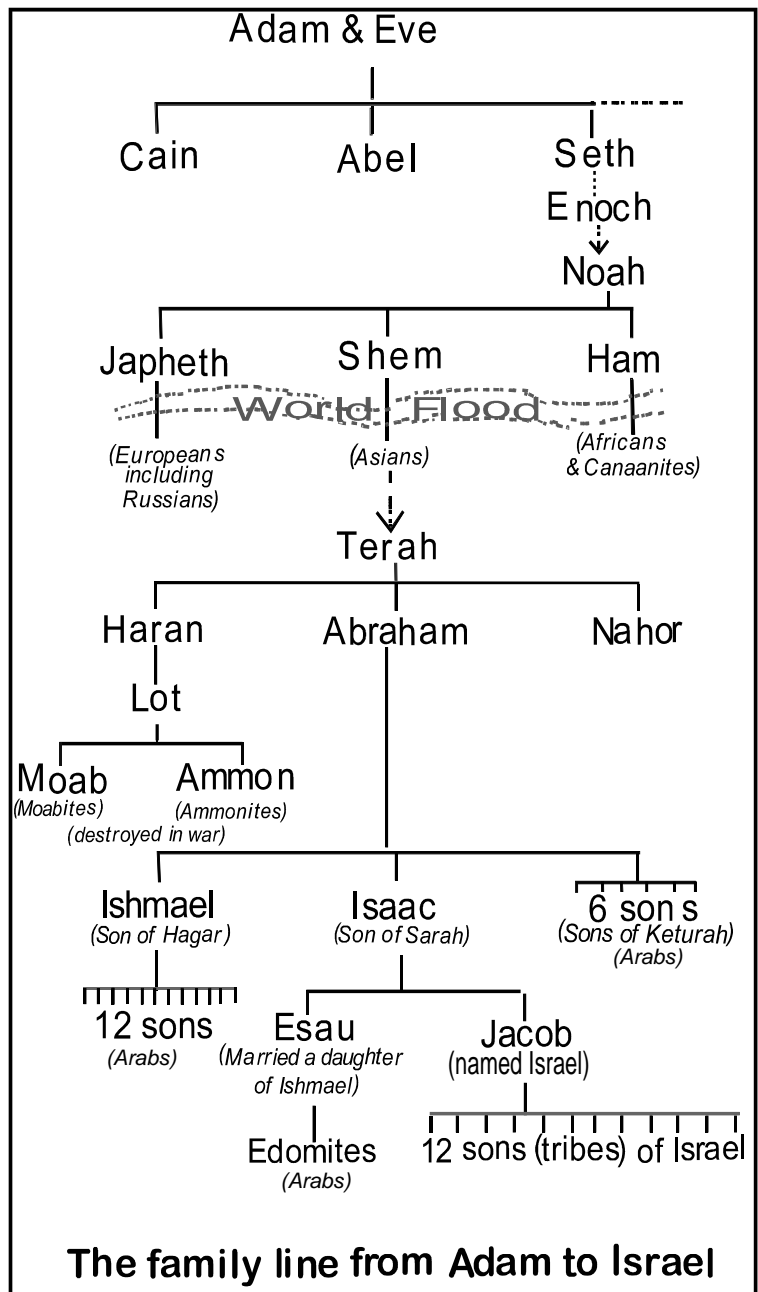 Adam & Eve
Cain Abel Seth
Enoch
Noah
Japheth Shem Ham
World Flood
(Europeans
including
Russians)
(Asians)
(Africans
& Canaanites)
Terah
Haran Abraham Nahor
Lot
Moab
(Moabites)
Ammon
(Ammonites)
(destroyed in war)
Ishmael
(Son of Hagar)
Isaac
(Son of Sarah)
6 sons
(Sons of Keturah)
(Arabs)
12 sons
(Arabs)
Esau
(Married a daughter
of Ishmael)
Jacob
(named Israel)
Edomites
(Arabs)
12 sons (tribes) of Israel
The family line from Adam to Israel